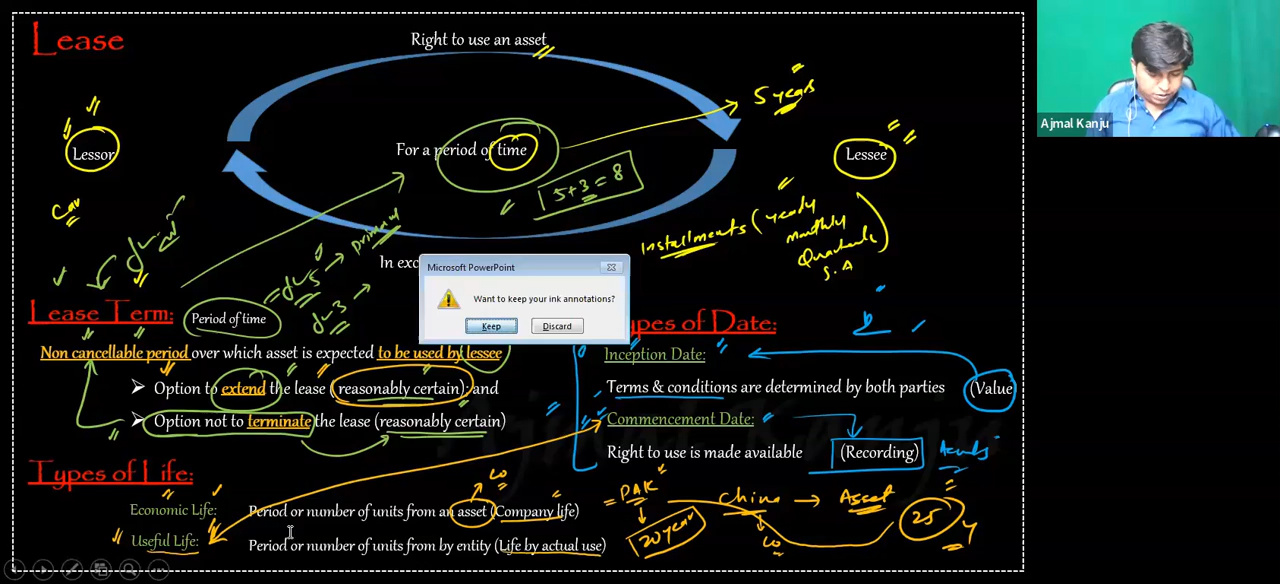 Lease
Right to use an asset
5 years
Ajmal Kanju
Lessor
For a period of time
Lessee
5+3=8
Car
primary
Installments (yearly
monthly
S.A
In exc
Microsoft PowerPoint
Want to keep your ink annotations?
Keep
Discard
Lease Term:
Period of time
ypes of Date:
Non cancellable period over which asset is expected to be used by lessee
Inception Date:
Option to extend the lease (reasonably certain); and
Terms & conditions are determined by both parties
(Value
Option not to terminate the lease (reasonably certain)
Commencement Date:
Right to use is made available
(Recording)
Types of Life:
Economic Life:
Period or number of units from an asset (Company life)
PAK
China
Asset
25
Useful Life:
Period or number of units from by entity (Life by actual use)
20 year